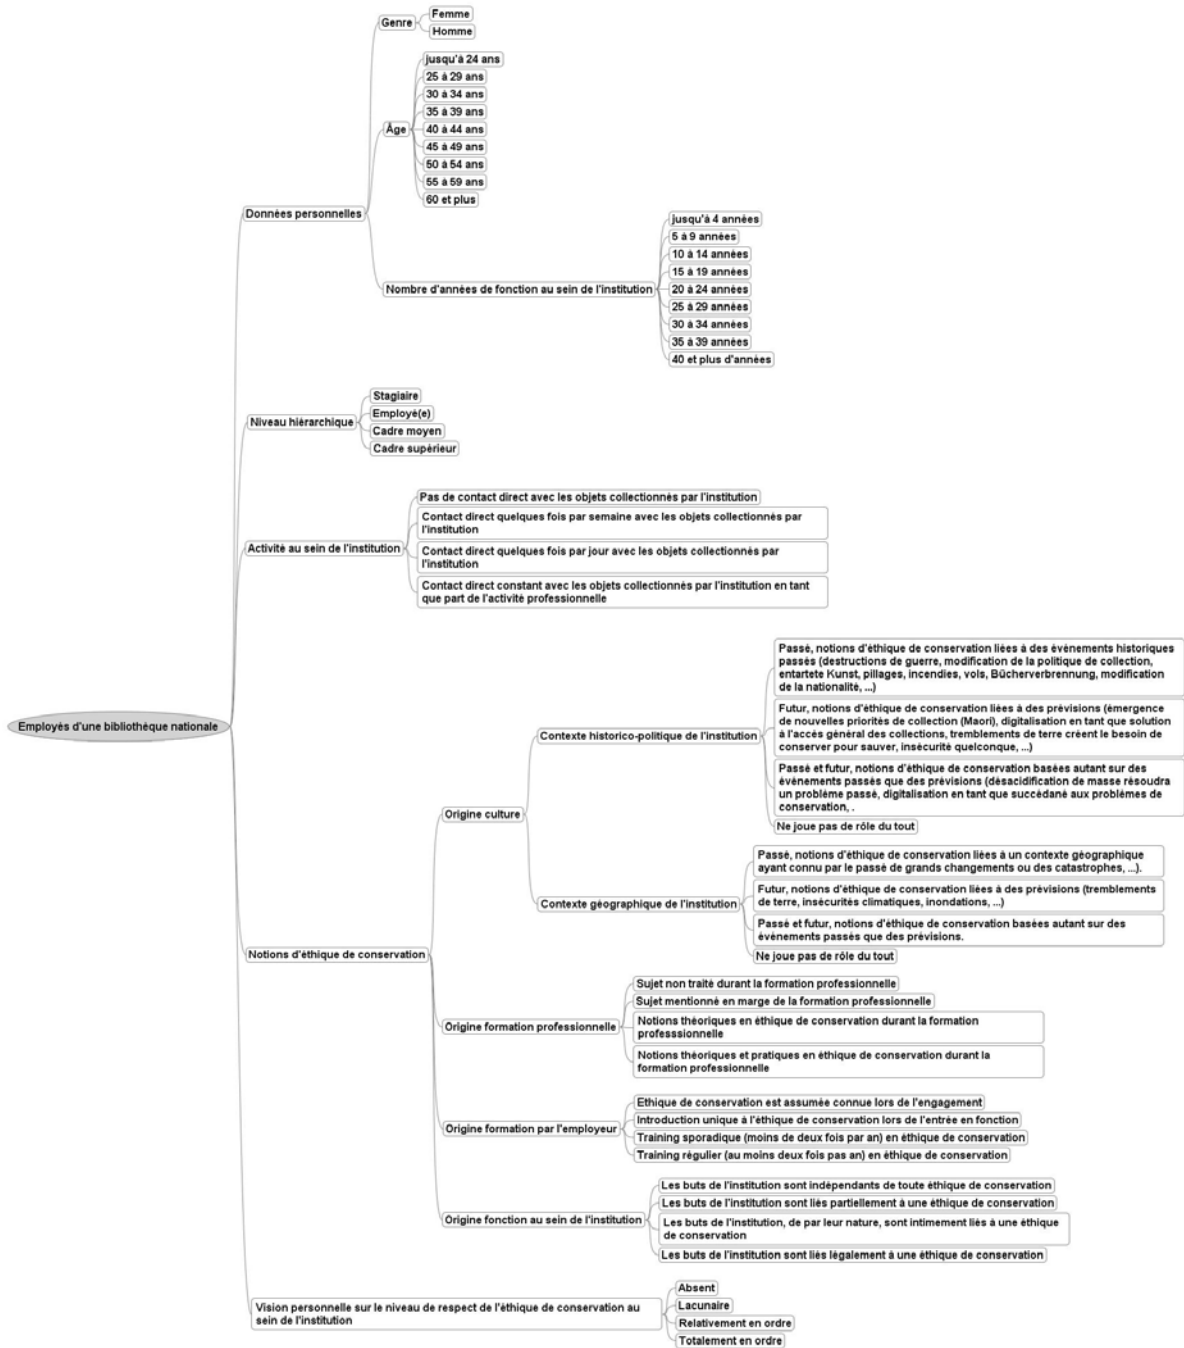 Genre
Femme
Homme
Âge
jusqu'à 24 ans
25 à 29 ans
30 à 34 ans
35 à 39 ans
40 à 44 ans
45 à 49 ans
50 à 54 ans
55 à 59 ans
60 et plus
Données personnelles
Nombre d'années de fonction au sein de l'institution
jusqu'à 4 années
5 à 9 années
10 à 14 années
15 à 19 années
20 à 24 années
25 à 29 années
30 à 34 années
35 à 39 années
40 et plus d'années
Niveau hiérarchique
Stagiaire
Employé(e)
Cadre moyen
Cadre supérieur
Activité au sein de l'institution
Pas de contact direct avec les objets collectionnés par l'institution
Contact direct quelques fois par semaine avec les objets collectionnés par
l'institution
Contact direct quelques fois par jour avec les objets collectionnés par
l'institution
Contact direct constant avec les objets collectionnés par l'institution en tant
que part de l'activité professionnelle
Employés d'une bibliothèque nationale
Notions d'éthique de conservation
Origine culture
Contexte historico-politique de l'institution
Passé, notions d'éthique de conservation liées à des évènements historiques
passés (destructions de guerre, modification de la politique de collection,
entartete Kunst, pillages, incendies, vols, Bücherverbrennung, modification
de la nationalité, ...)
Futur, notions d'éthique de conservation liées à des prévisions (émergence
de nouvelles priorités de collection (Maori), digitalisation en tant que solution
à l'accès général des collections, tremblements de terre créent le besoin de
conserver pour sauver, insécurité quelconque, ...)
Passé et futur, notions d'éthique de conservation basées autant sur des
évènements passés que des prévisions (désacidification de masse résoudra
un problème passé, digitalisation en tant que succédané aux problèmes de
conservation, .
Ne joue pas de rôle du tout
Contexte géographique de l'institution
Passé, notions d'éthique de conservation liées à un contexte géographique
ayant connu par le passé de grands changements ou des catastrophes, ...).
Futur, notions d'éthique de conservation liées à des prévisions (tremblements
de terre, insécurités climatiques, inondations, ...)
Passé et futur, notions d'éthique de conservation basées autant sur des
évènements passés que des prévisions.
Ne joue pas de rôle du tout
Origine formation professionnelle
Sujet non traité durant la formation professionnelle
Sujet mentionné en marge de la formation professionnelle
Notions théoriques en éthique de conservation durant la formation
professsionnelle
Notions théoriques et pratiques en éthique de conservation durant la
formation professionnelle
Origine formation par l'employeur
Ethique de conservation est assumée connue lors de l'engagement
Introduction unique à l'éthique de conservation lors de l'entrée en fonction
Training sporadique (moins de deux fois par an) en éthique de conservation
Training régulier (au moins deux fois pas an) en éthique de conservation
Origine fonction au sein de l'institution
Les buts de l'institution sont indépendants de toute éthique de conservation
Les buts de l'institution sont liés partiellement à une éthique de conservation
Les buts de l'institution, de par leur nature, sont intimement liés à une éthique
de conservation
Les buts de l'institution sont liés légalement à une éthique de conservation
Vision personnelle sur le niveau de respect de l'éthique de conservation au
sein de l'institution
Absent
Lacunaire
Relativement en ordre
Totalement en ordre